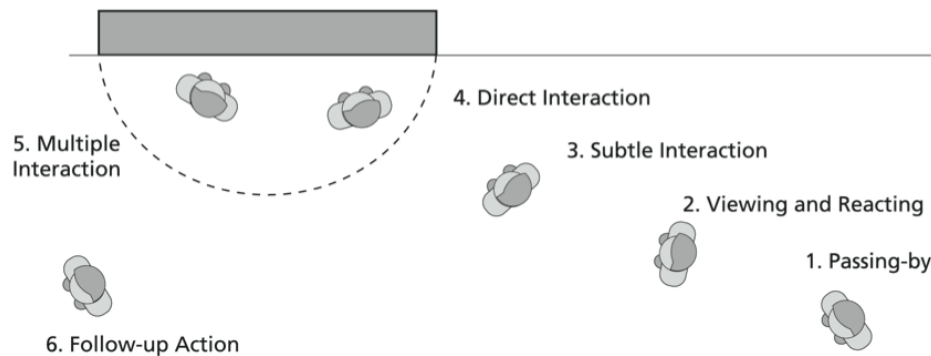 4. Direct Interaction
5. Multiple
Interaction
3. Subtle Interaction
2. Viewing and Reacting
1. Passing-by
6. Follow-up Action